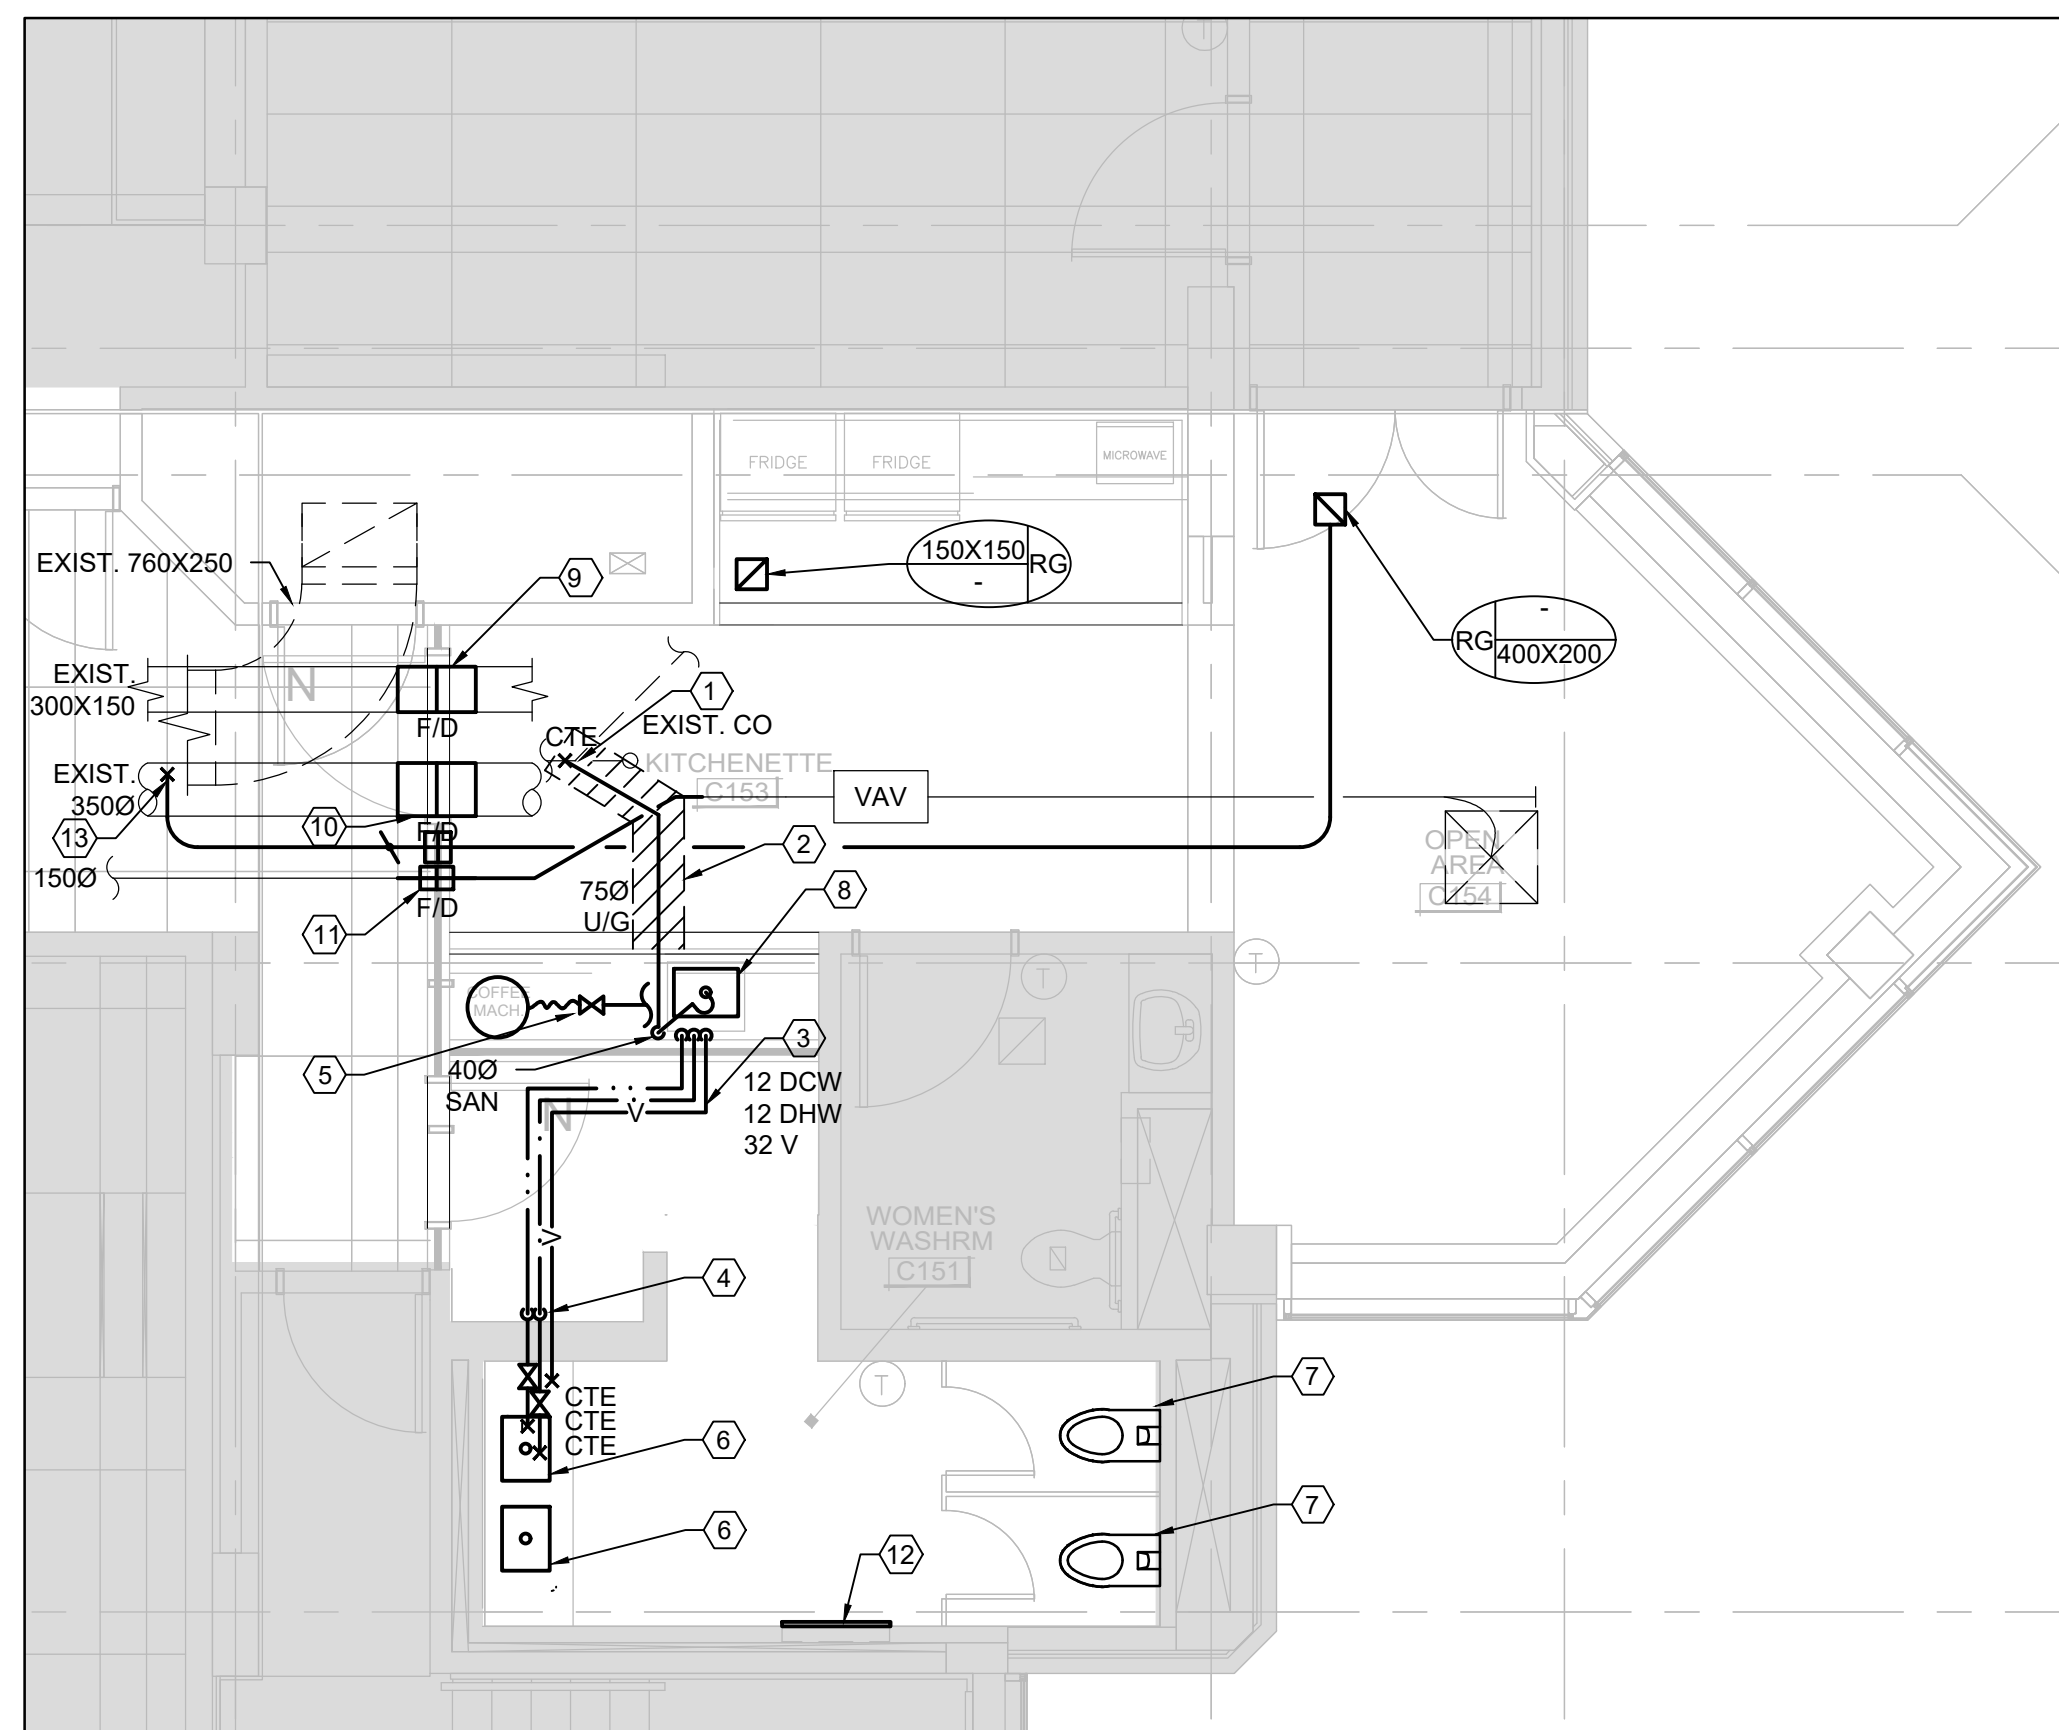 T
FRIDGE
FRIDGE
MICROWAVE
150X150
-
RG
EXIST. 760X250
9
-
RG
400X200
EXIST.
300X150
N
F/D
1
EXIST. CO
CTE
KITCHENETTE
C153
VAV
EXIST.
350Ø
13
10
F/D
2
OPEN
AREA
C154
150Ø
75Ø
U/G
8
F/D
11
T
T
COFFEE
MACH.
3
5
40Ø
SAN
12 DCW
12 DHW
32 V
V
N
V
WOMEN'S
WASHRM
C151
4
T
7
CTE
CTE
CTE
6
7
6
12